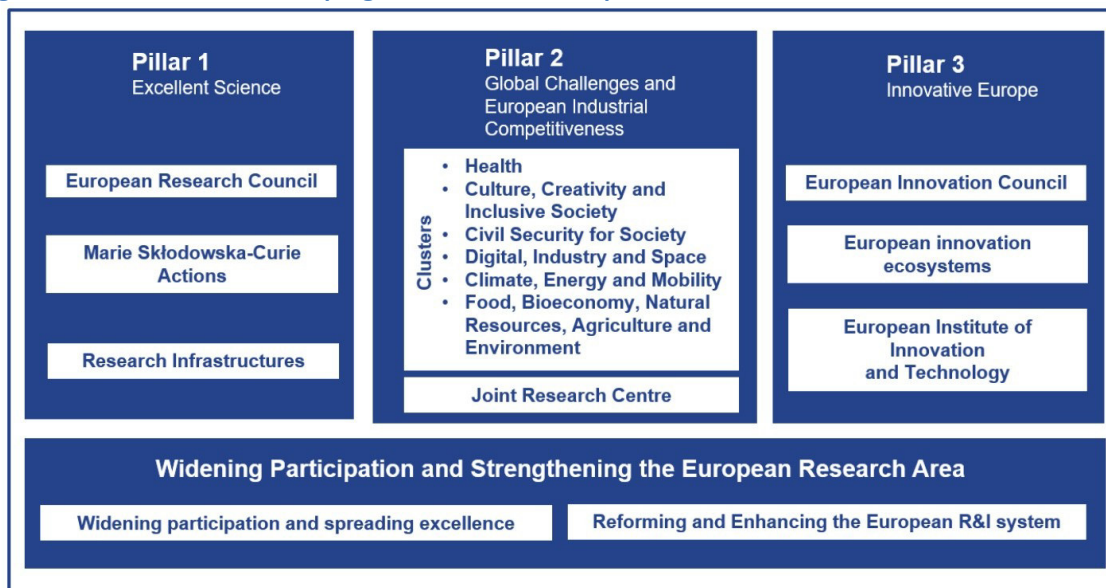 Pillar 1
Excellent Science
European Research Council
Marie Skłodowska-Curie
Actions
Research Infrastructures
Pillar 2
Global Challenges and
European Industrial
Competitiveness
Clusters
• Health
• Culture, Creativity and
Inclusive Society
• Civil Security for Society
• Digital, Industry and Space
• Climate, Energy and Mobility
• Food, Bioeconomy, Natural
Resources, Agriculture and
Environment
Joint Research Centre
Pillar 3
Innovative Europe
European Innovation Council
European innovation
ecosystems
European Institute of
Innovation
and Technology
Widening Participation and Strengthening the European Research Area
Widening participation and spreading excellence
Reforming and Enhancing the European R&I system